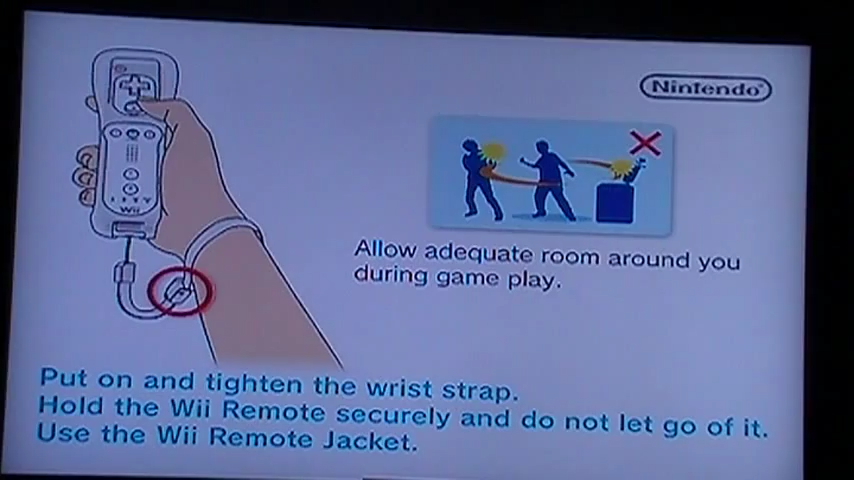 Nintendo
Wii
Allow adequate room around you
during game play.
Put on and tighten the wrist strap.
Hold the Wii Remote securely and do not let go of it.
Use the Wii Remote Jacket.